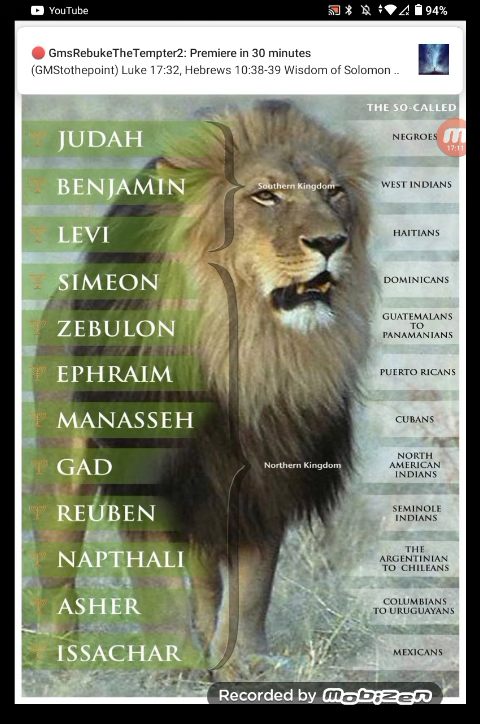 YouTube
94%
GmsRebukeTheTempter2: Premiere in 30 minutes
(GMStothepoint) Luke 17:32, Hebrews 10:38-39 Wisdom of Solomon ..
THE SO-CALLED
JUDAH
NEGROES
17:11
BENJAMIN
Southern Kingdom
WEST INDIANS
LEVI
HAITIANS
SIMEON
DOMINICANS
ZEBULON
GUATEMALANS
TO
PANAMANIANS
EPHRAIM
PUERTO RICANS
MANASSEH
CUBANS
GAD
Northern Kingdom
NORTH
AMERICAN
INDIANS
REUBEN
SEMINOLE
INDIANS
NAPTHALI
THE
ARGENTINIAN
TO CHILEANS
ASHER
COLUMBIANS
TO URUGUAYANS
ISSACHAR
MEXICANS
Recorded by Mobizen